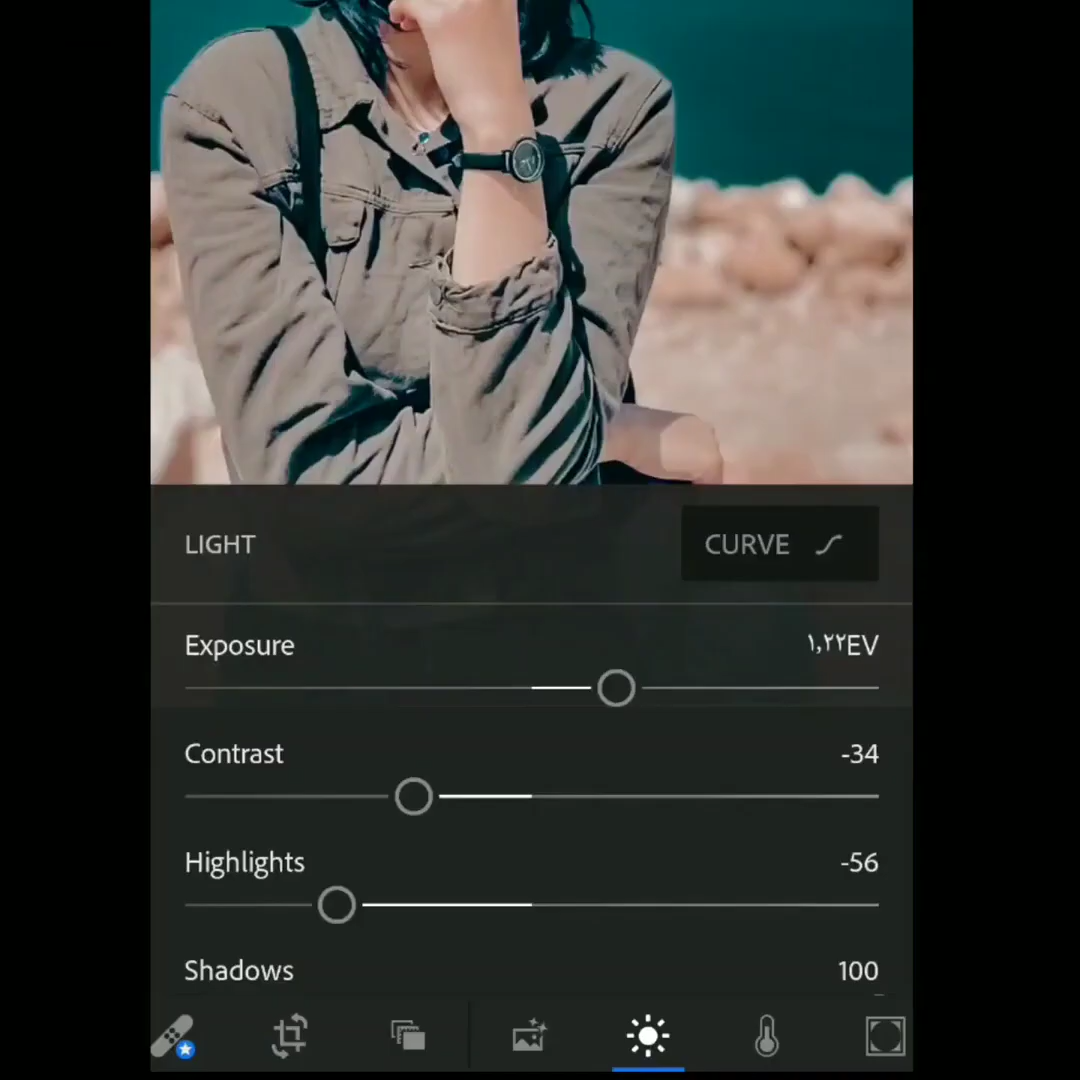 LIGHT
CURVE
Exposure
١,٢٢EV
Contrast
-34
Highlights
-56
Shadows
100